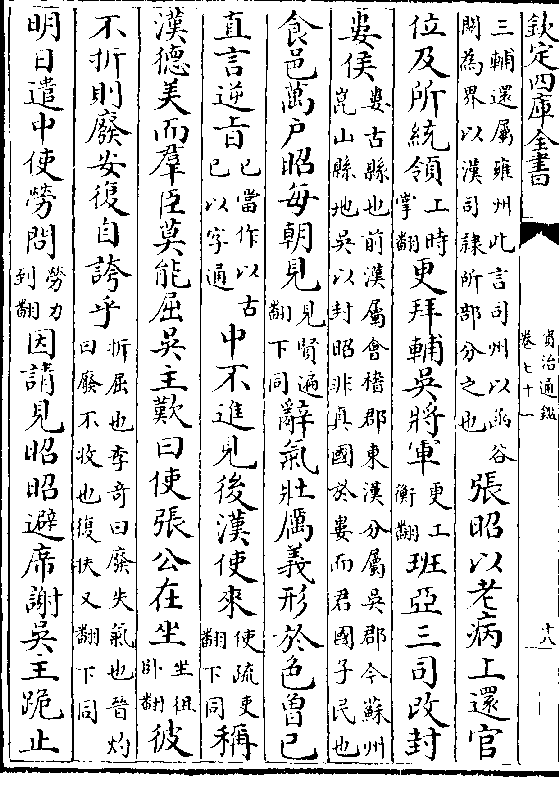 欽定四庫全書
資治通鑑
卷七十一
十八
三輔還屬雍州此言司州以函谷
關為界以漢司隸所部分之也
張昭以老病上還官
位及所統領
上時
掌翻
更拜輔吳將軍
更工
衡翻
班亞三司改封
婁侯
婁古縣也前漢屬會稽郡東漢分屬吳郡今蘇州
崑山縣地吳以封昭非真國於婁而君國子民也
食邑萬户昭每朝見
見賢遍
翻下同
辭氣壯厲義形於色曾已
直言逆旨
已當作以古
已以字通
中不進見後漢使來
使疏吏
翻下同
稱
漢德美而羣臣莫能屈吳主歎曰使張公在坐
坐徂
卧翻
彼
不折則廢安復自誇乎
折屈也李奇曰廢失氣也晉灼
曰廢不收也復扶又翻下同
明日遣中使勞問
勞力
到翻
因請見昭昭避席謝吳王跪止